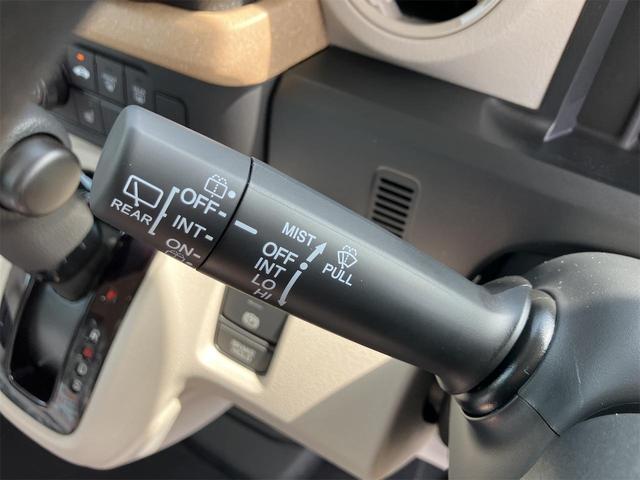 REAR
OFF-
INT-
ON-
MIST
OFF
INT
LO
HI
PULL